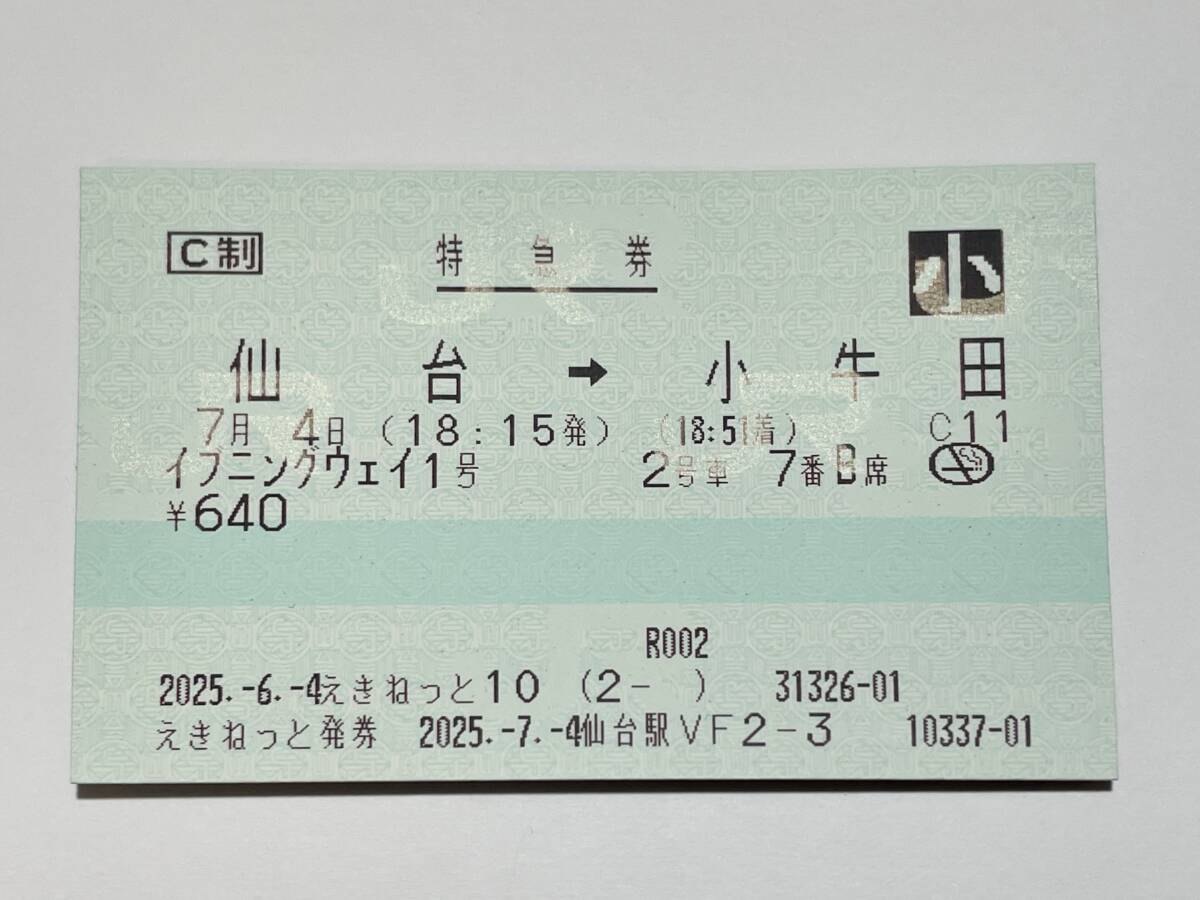 C制 特急券 小
仙台➡小牛田
7月 4日 (18:15発) (18:51着) C11
イブニングウェイ1号 2号車 7番B席
¥640
R002
2025.-6.-4えきねっと10 (2- ) 31326-01
えきねっと発券 2025.-7.-4仙台駅VF2-3 10337-01